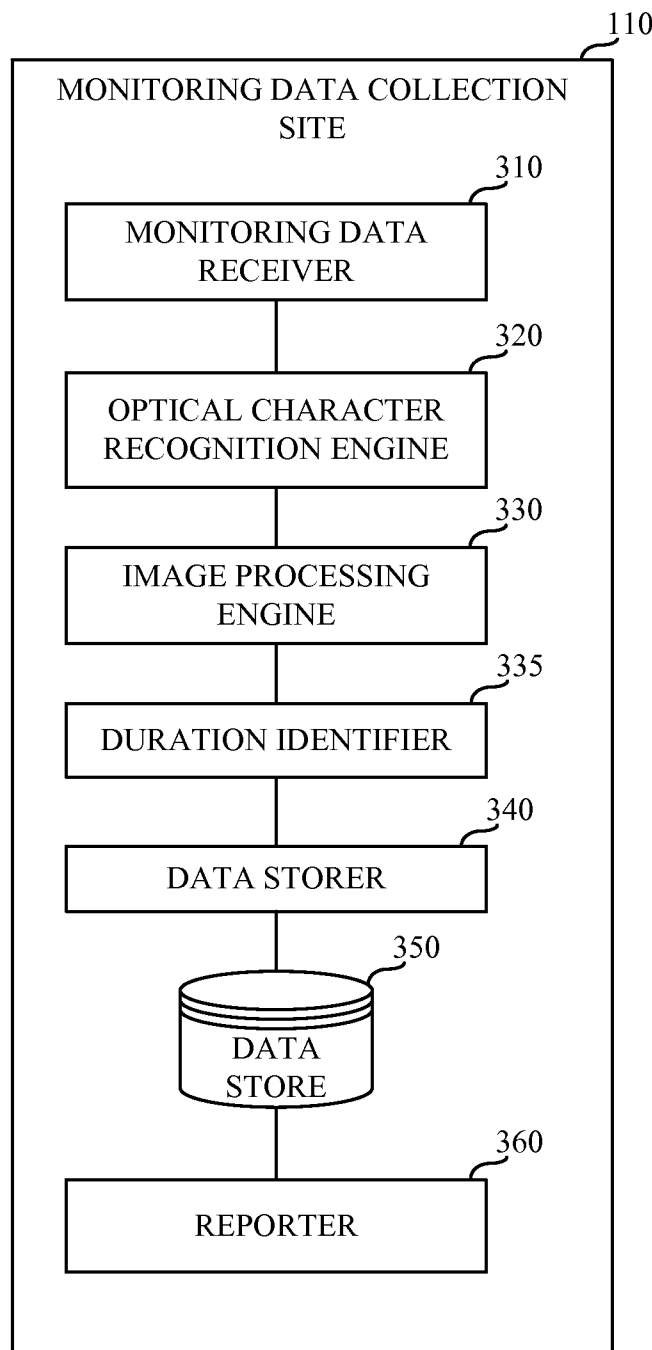 110
MONITORING DATA COLLECTION
SITE
310
MONITORING DATA
RECEIVER
320
OPTICAL CHARACTER
RECOGNITION ENGINE
330
IMAGE PROCESSING
ENGINE
335
DURATION IDENTIFIER
340
DATA STORER
350
DATA
STORE
360
REPORTER